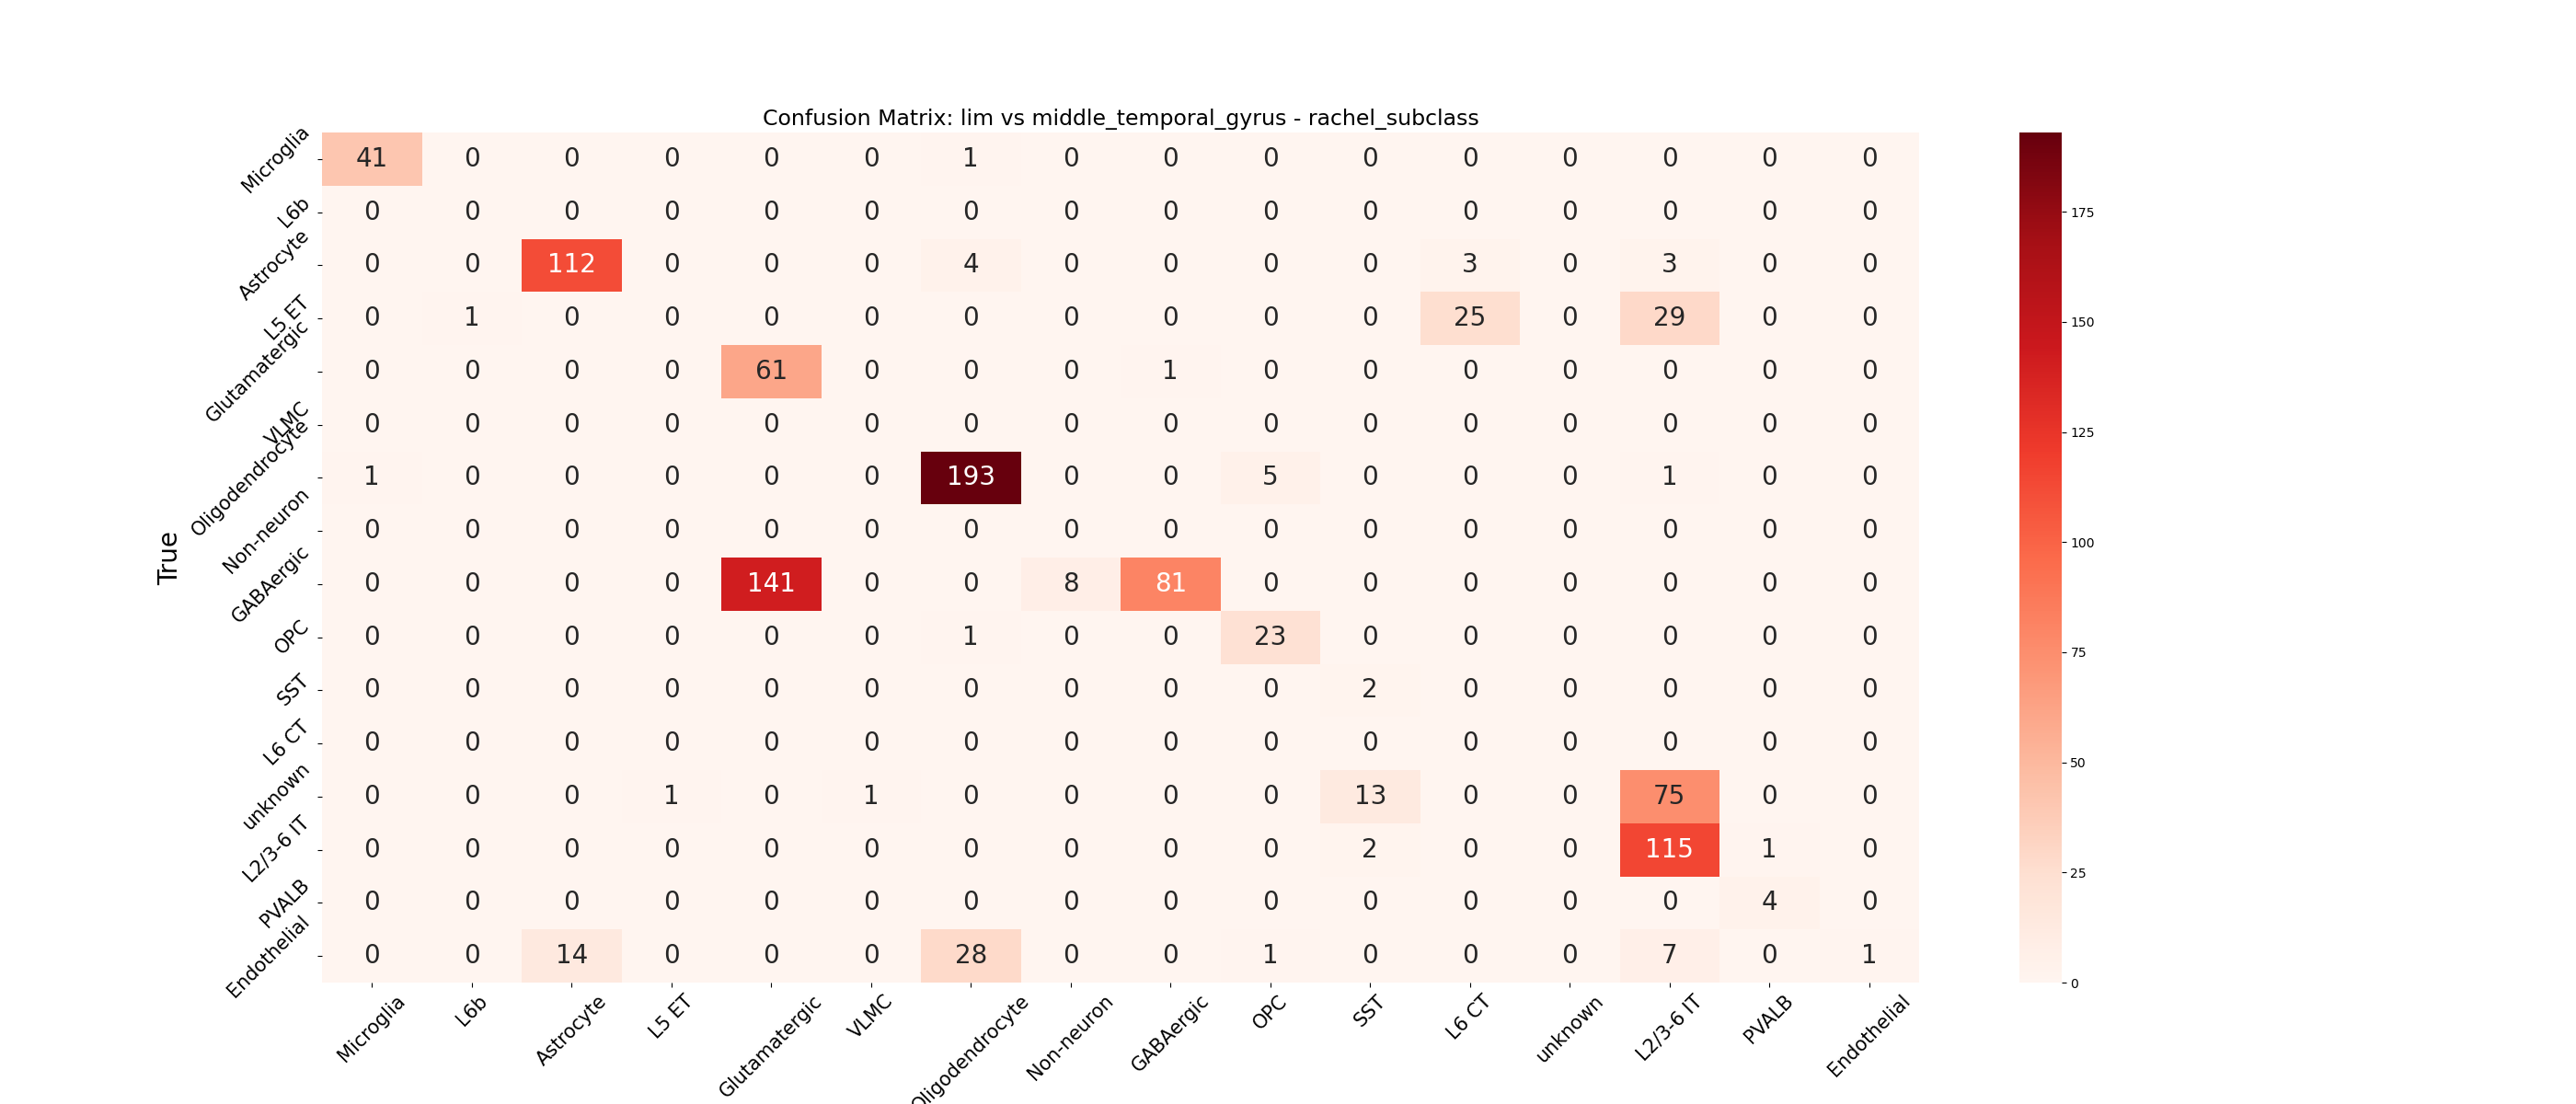 Confusion Matrix: lim vs middle_temporal_gyrus - rachel_subclass
True
Microglia 41 0 0 0 0 0 1 0 0 0 0 0 0 0 0 0
L6b 0 0 0 0 0 0 0 0 0 0 0 0 0 0 0 0
Astrocyte 0 0 112 0 0 0 4 0 0 0 0 3 0 3 0 0
L5 ET 0 1 0 0 0 0 0 0 0 0 0 25 0 29 0 0
Glutamatergic 0 0 0 0 61 0 0 0 1 0 0 0 0 0 0 0
VLMC 0 0 0 0 0 0 0 0 0 0 0 0 0 0 0 0
Oligodendrocyte 1 0 0 0 0 0 193 0 0 5 0 0 0 1 0 0
Non-neuron 0 0 0 0 0 0 0 0 0 0 0 0 0 0 0 0
GABAergic 0 0 0 0 141 0 0 8 81 0 0 0 0 0 0 0
OPC 0 0 0 0 0 0 1 0 0 23 0 0 0 0 0 0
SST 0 0 0 0 0 0 0 0 0 0 2 0 0 0 0 0
L6 CT 0 0 0 0 0 0 0 0 0 0 0 0 0 0 0 0
unknown 0 0 0 1 0 1 0 0 0 0 13 0 0 75 0 0
L2/3-6 IT 0 0 0 0 0 0 0 0 0 0 2 0 0 115 1 0
PVALB 0 0 0 0 0 0 0 0 0 0 0 0 0 0 4 0
Endothelial 0 0 14 0 0 0 28 0 0 1 0 0 0 7 0 1
Microglia L6b Astrocyte L5 ET Glutamatergic VLMC Oligodendrocyte Non-neuron GABAergic OPC SST L6 CT unknown L2/3-6 IT PVALB Endothelial
175
150
125
100
75
50
25
0